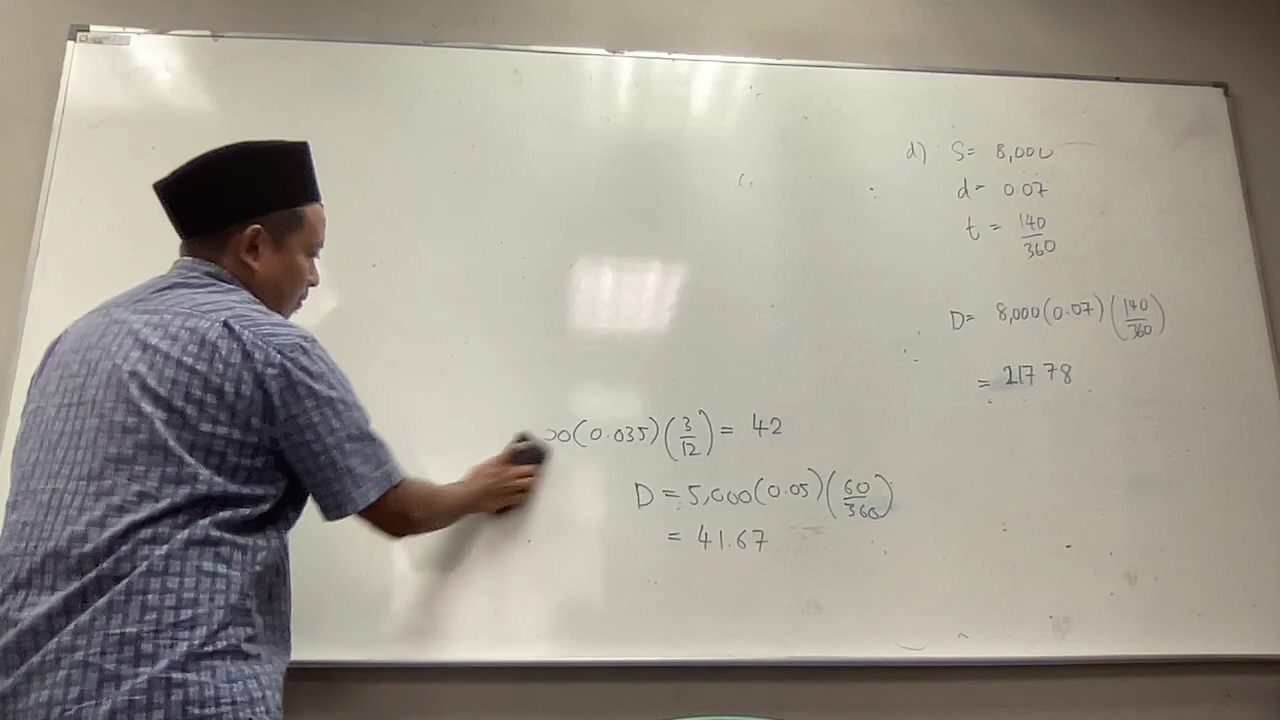 d) S= 8,000
d= 0.07
t = 140/360
D= 8,000(0.07)(140/360)
= 217.78
00(0.035)(3/12) = 42
D = 5,000(0.05)(60/360)
= 41.67